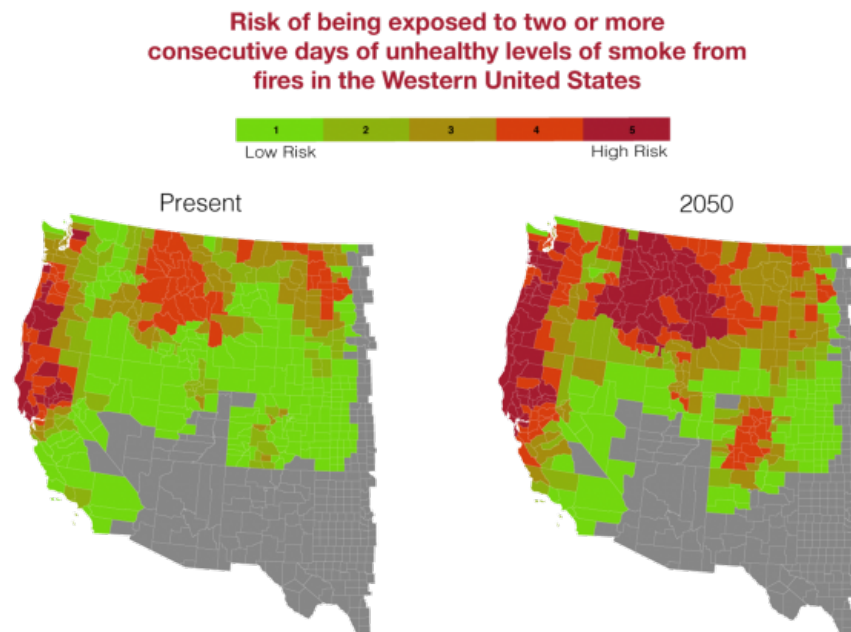 Risk of being exposed to two or more
consecutive days of unhealthy levels of smoke from
fires in the Western United States
1 2 3 4 5
Low Risk High Risk
Present 2050